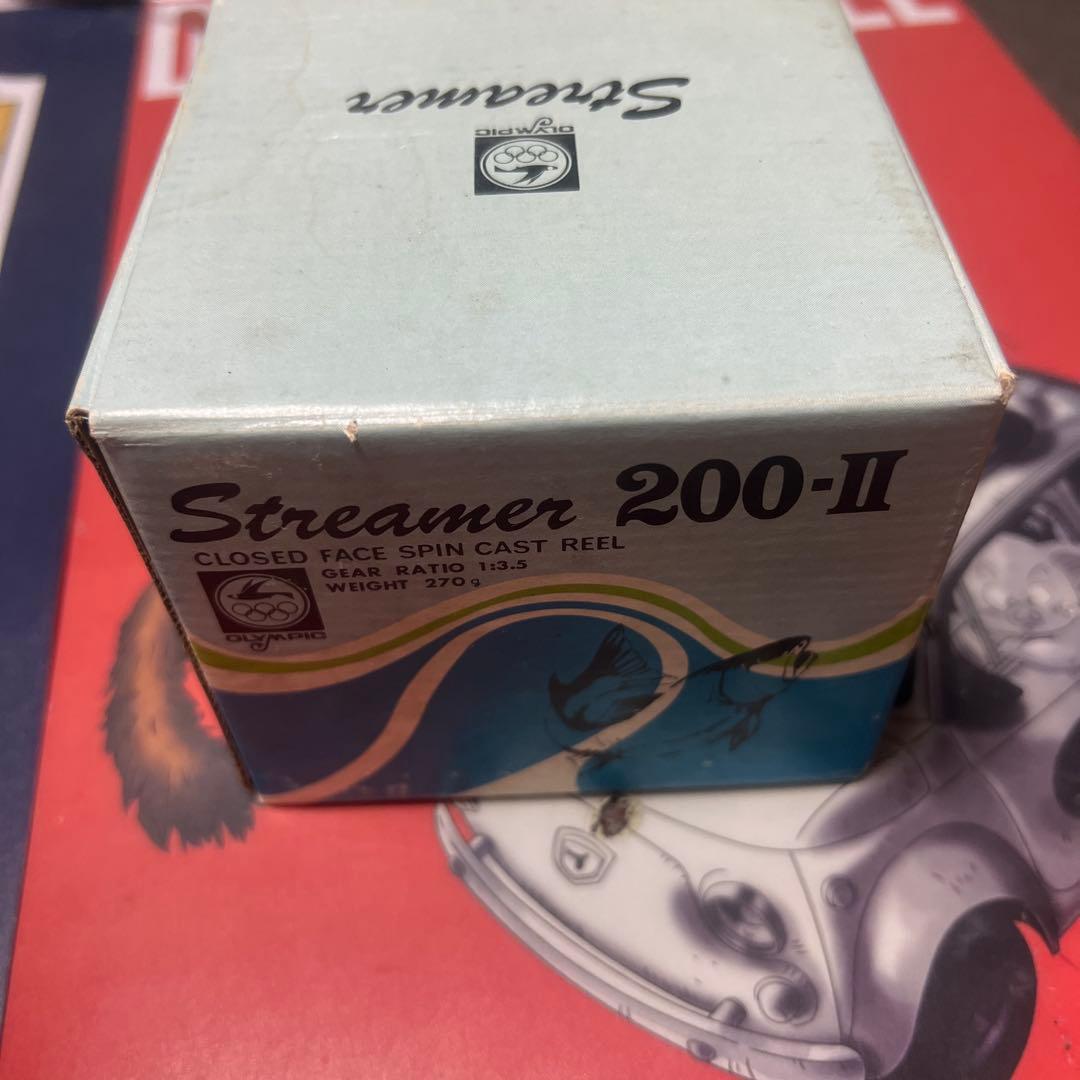 Streamer
OLYMPIC
Streamer 200-II
CLOSED FACE SPIN CAST REEL
GEAR RATIO 1:3.5
WEIGHT 270g
OLYMPIC